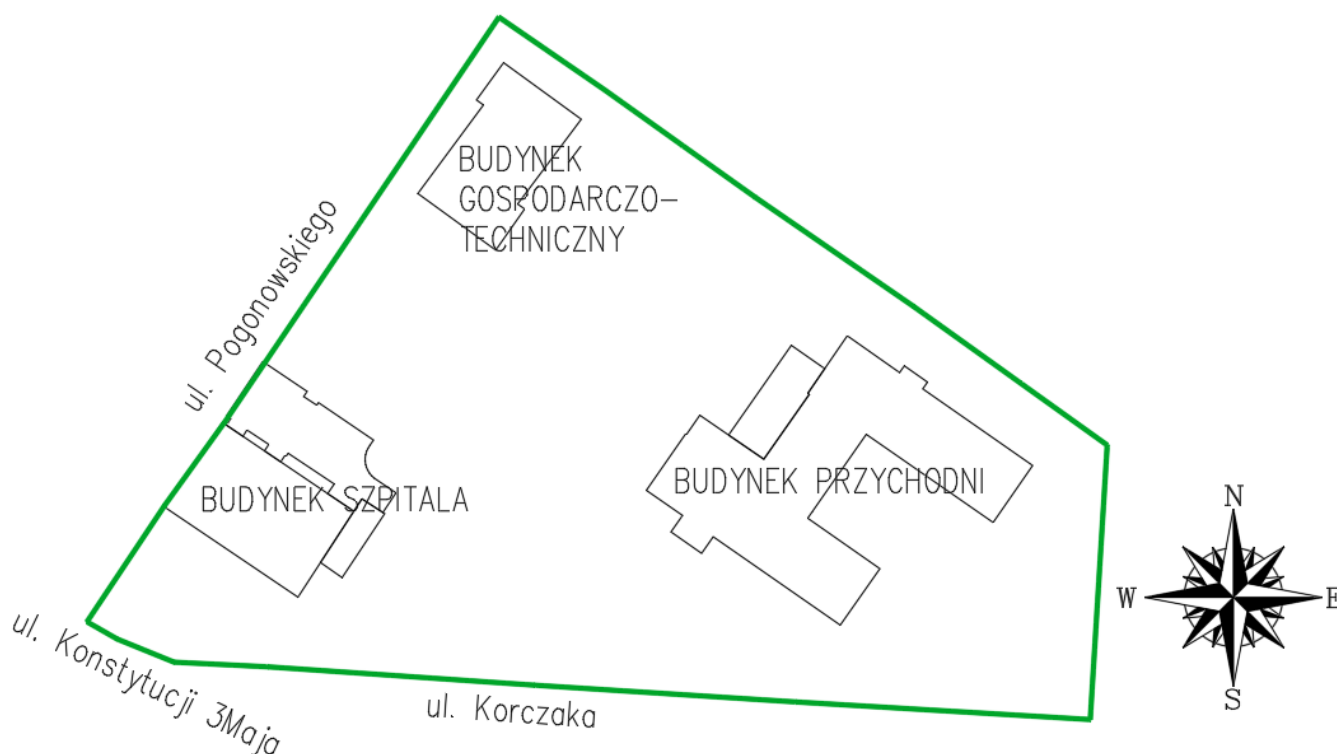 BUDYNEK
GOSPODARCZO-
TECHNICZNY
ul. Pogonowskiego
BUDYNEK SZPITALA
BUDYNEK PRZYCHODNI
N
W
E
S
ul. Konstytucji 3Maja
ul. Korczaka